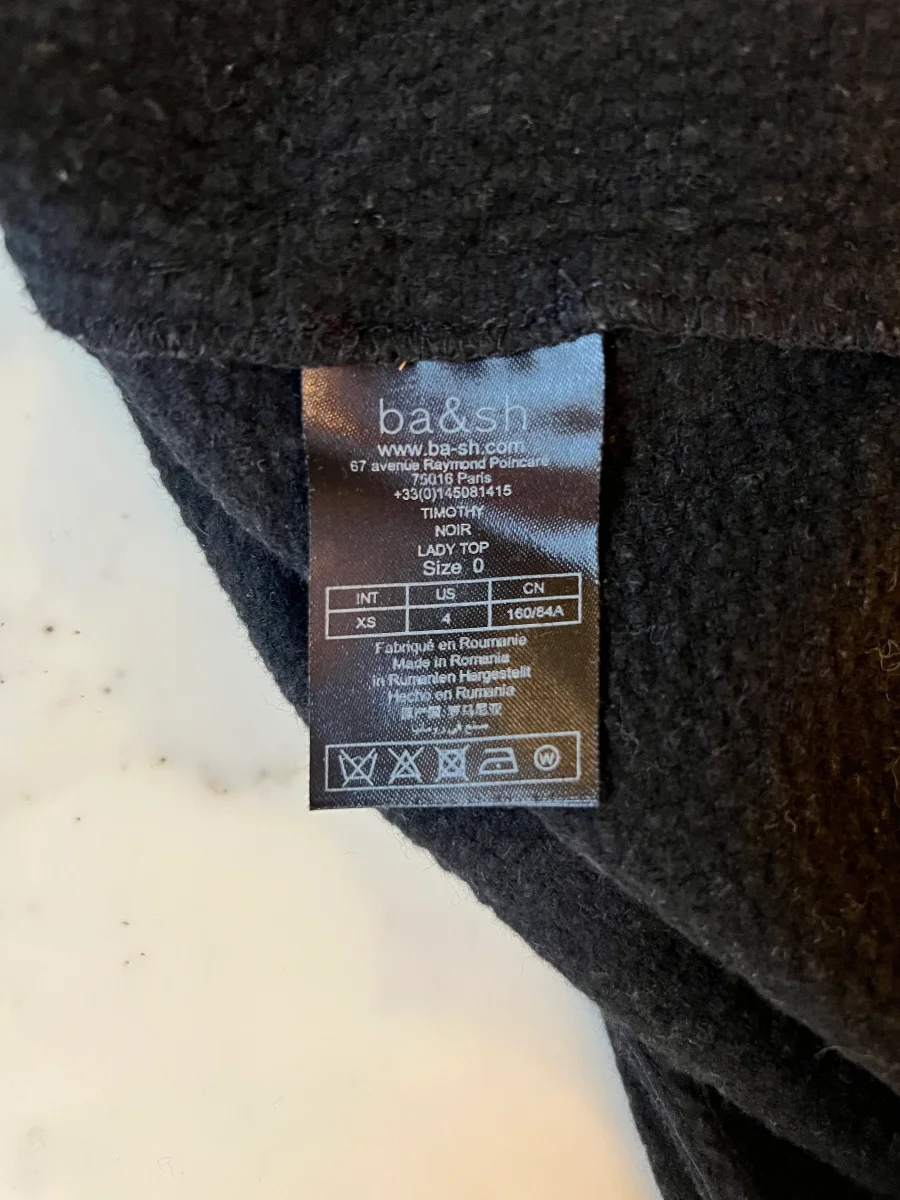 ba&sh
www.ba-sh.com
67 avenue Raymond Poincaré
75016 Paris
+33(0)145081415
TIMOTHY
NOIR
LADY TOP
Size 0
INT US CN
XS 4 160/84A
Fabriqué en Roumanie
Made in Romania
in Rumänien Hergestellt
Hecho en Rumania
W